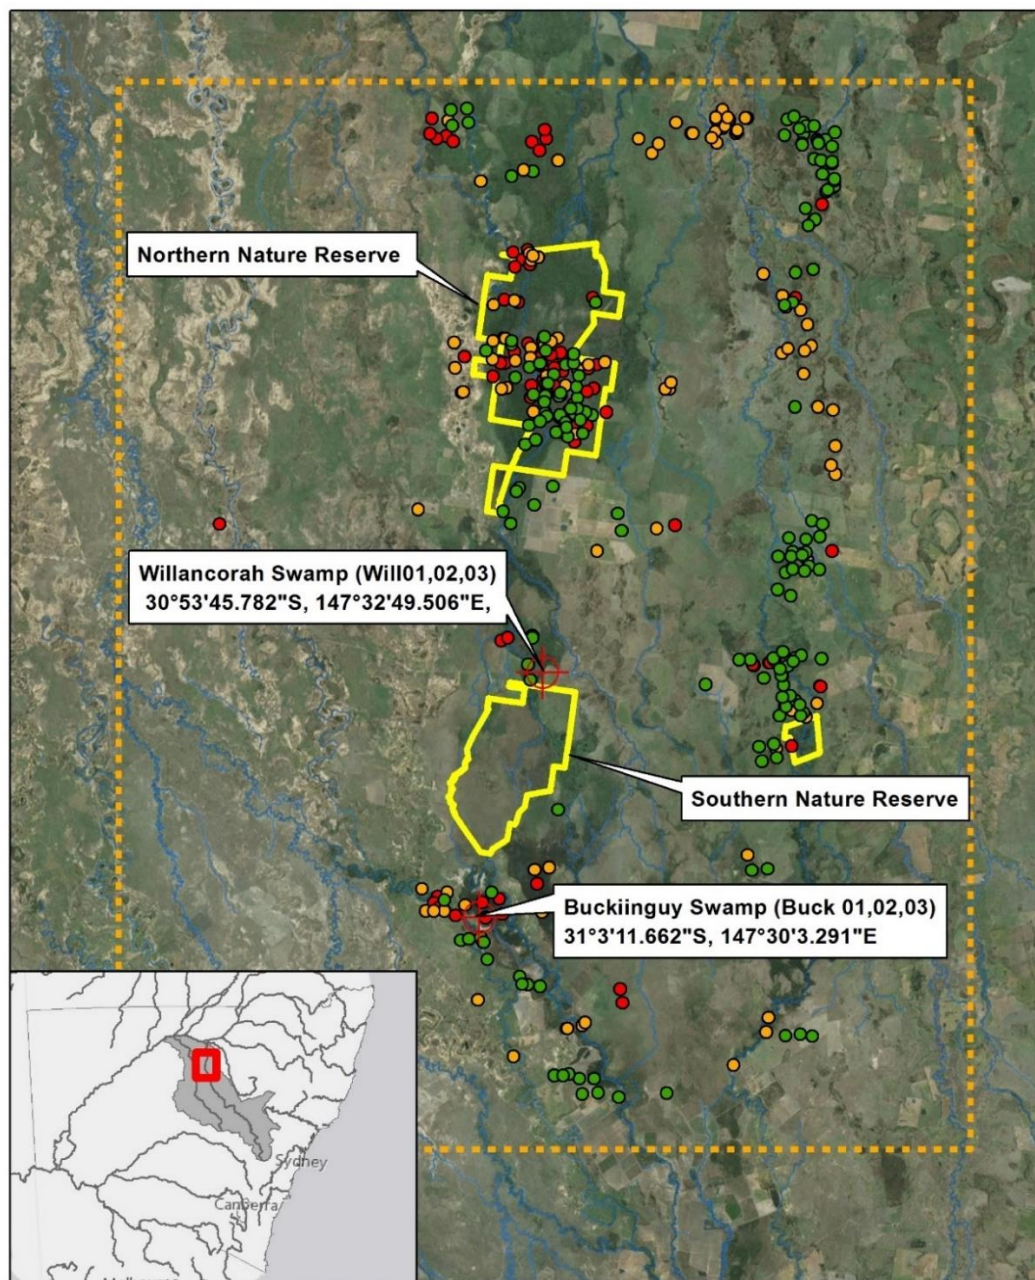 Northern Nature Reserve
Willancorah Swamp (Will01,02,03)
30°53'45.782"S, 147°32'49.506"E,
Southern Nature Reserve
Buckiinguy Swamp (Buck 01,02,03)
31°3'11.662"S, 147°30'3.291"E
Sydney
Canberra